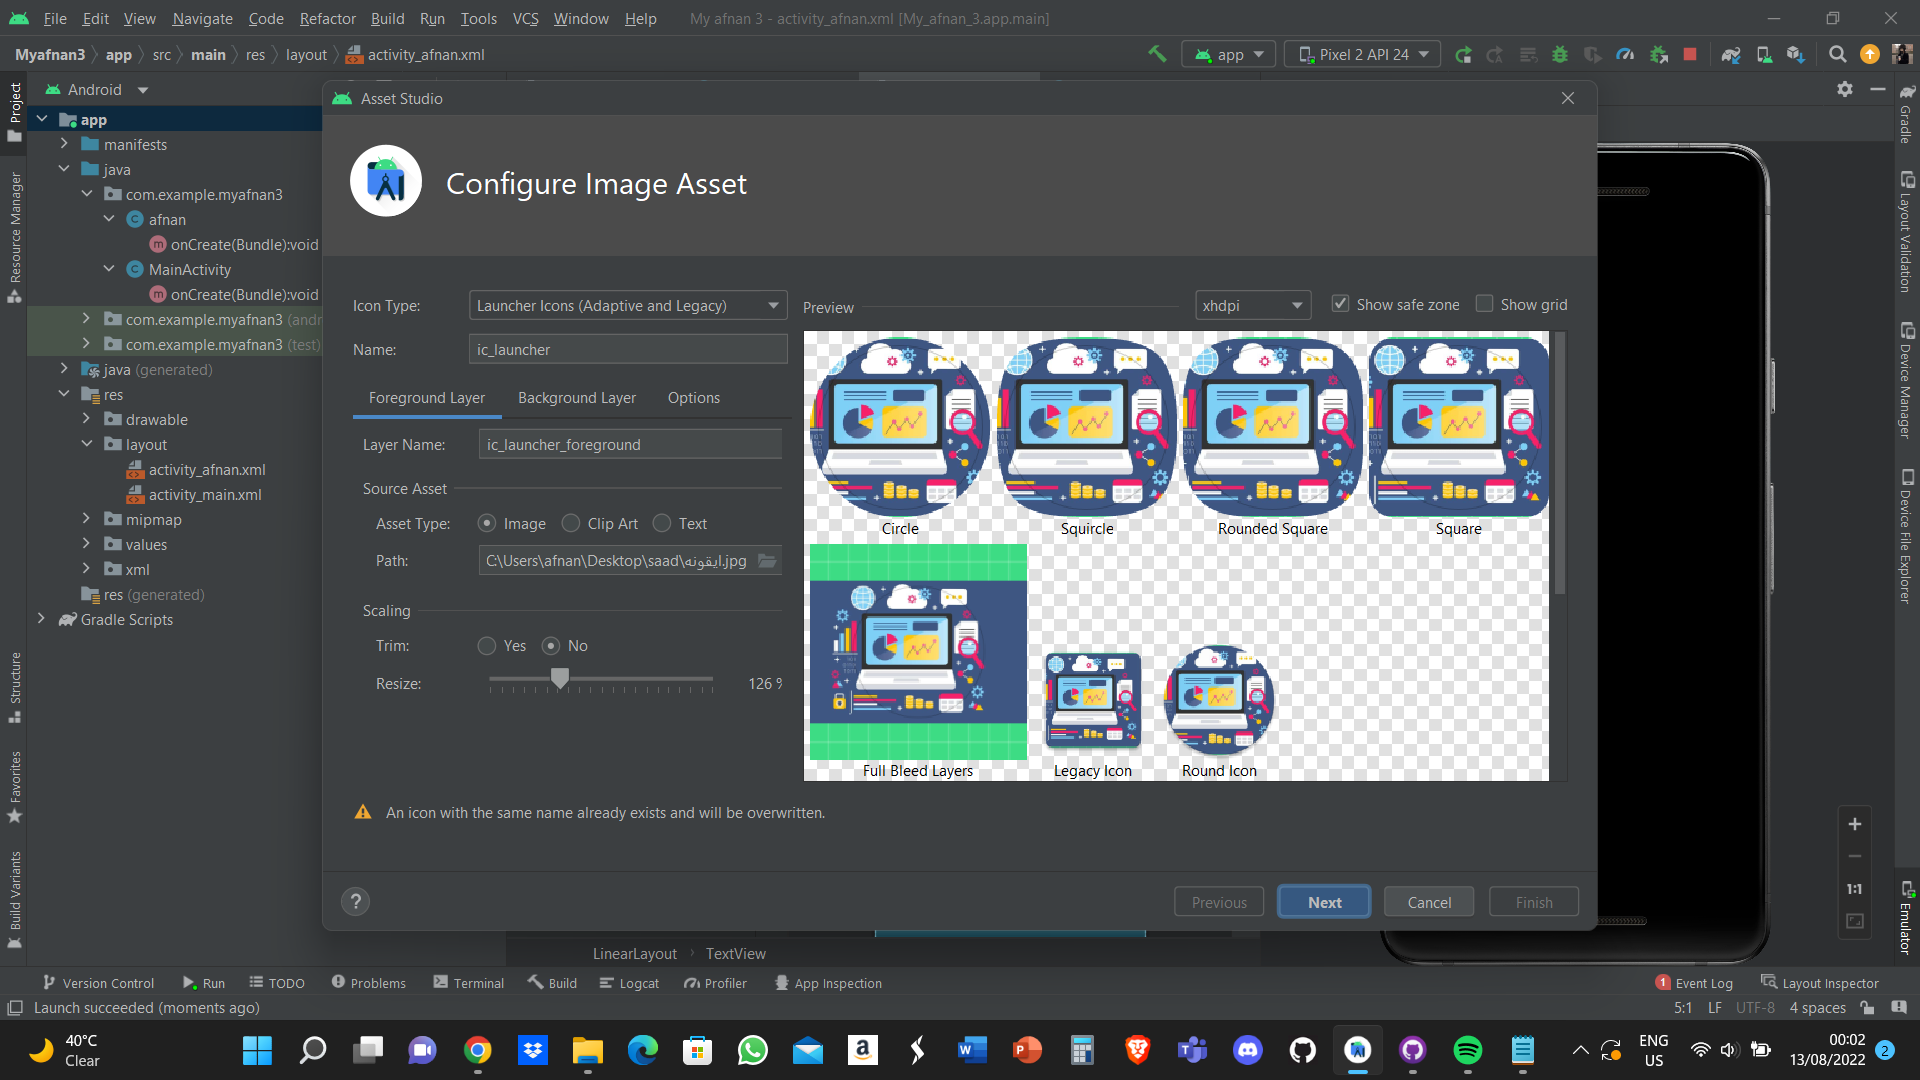 File Edit View Navigate Code Refactor Build Run Tools VCS Window Help My afnan 3 - activity_afnan.xml [My_afnan_3.app.main]
Myafnan3 app src main res layout activity_afnan.xml app Pixel 2 API 24
Project
Resource Manager
Structure
Favorites
Build Variants
Android
app
manifests
java
com.example.myafnan3
afnan
onCreate(Bundle):void
MainActivity
onCreate(Bundle):void
com.example.myafnan3 (andr
com.example.myafnan3 (test)
java (generated)
res
drawable
layout
activity_afnan.xml
activity_main.xml
mipmap
values
xml
res (generated)
Gradle Scripts
Asset Studio
Configure Image Asset
Icon Type: Launcher Icons (Adaptive and Legacy)
Name: ic_launcher
Foreground Layer Background Layer Options
Layer Name: ic_launcher_foreground
Source Asset
Asset Type: Image Clip Art Text
Path: C:\Users\afnan\Desktop\saad\ايقونه.jpg
Scaling
Trim: Yes No
Resize: 126 %
Preview xhdpi Show safe zone Show grid
Circle Squircle Rounded Square Square
Full Bleed Layers Legacy Icon Round Icon
An icon with the same name already exists and will be overwritten.
? Previous Next Cancel Finish
LinearLayout TextView
Gradle
Layout Validation
Device Manager
Device File Explorer
Emulator
1:1
Version Control Run TODO Problems Terminal Build Logcat Profiler App Inspection 1 Event Log Layout Inspector
Launch succeeded (moments ago) 5:1 LF UTF-8 4 spaces
40°C
Clear
ENG
US
00:02
13/08/2022
2